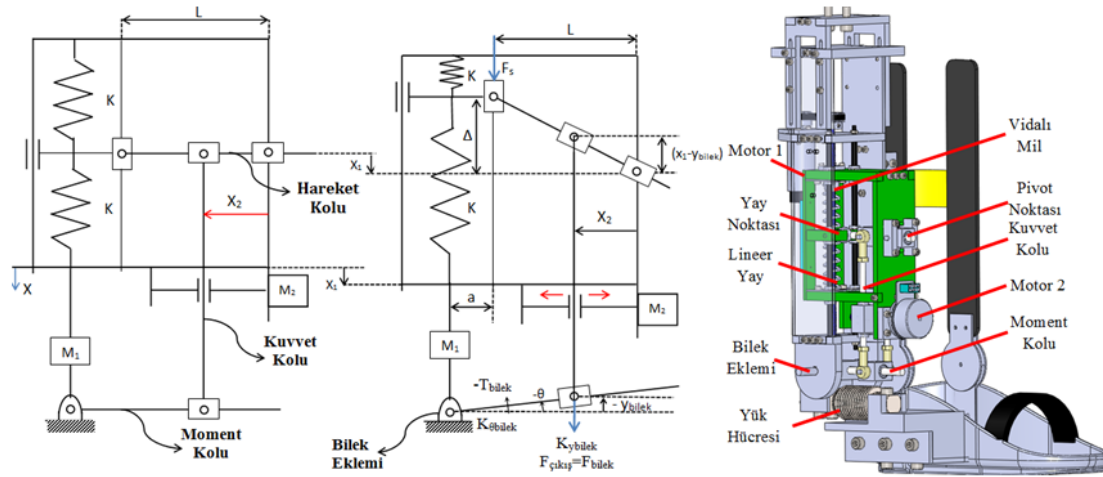 L
K
K
X₁
Hareket
Kolu
X₂
X
X₁
M₂
M₁
Kuvvet
Kolu
Moment
Kolu
L
K
Fₛ
Δ
(x₁-y_bilek)
X₁
K
X₂
a
M₂
M₁
-T_bilek
-θ
- y_bilek
K_θbilek
Bilek
Eklemi
K_ybilek
F_çıkış=F_bilek
Motor 1
Vidalı
Mil
Yay
Noktası
Pivot
Noktası
Kuvvet
Kolu
Lineer
Yay
Motor 2
Bilek
Eklemi
Moment
Kolu
Yük
Hücresi